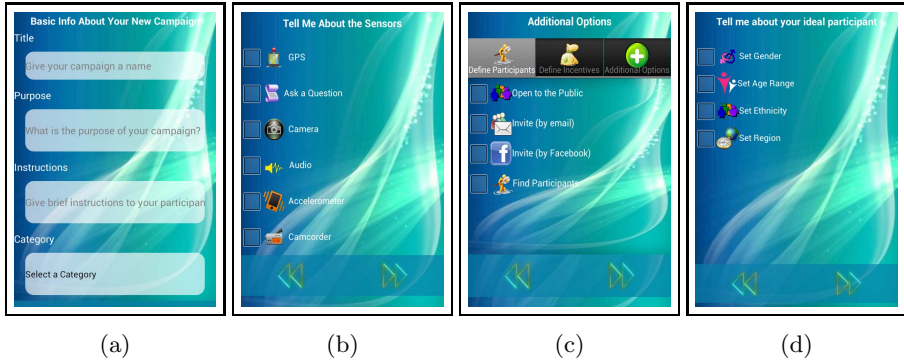 Basic Info About Your New Campaign
Title
Give your campaign a name
Purpose
What is the purpose of your campaign?
Instructions
Give brief instructions to your participan
Category
Select a Category
(a)
Tell Me About the Sensors
GPS
Ask a Question
Camera
Audio
Accelerometer
Camcorder
(b)
Additional Options
Define Participants Define Incentives Additional Options
Open to the Public
Invite (by email)
Invite (by Facebook)
Find Participants
(c)
Tell me about your ideal participant
Set Gender
Set Age Range
Set Ethnicity
Set Region
(d)